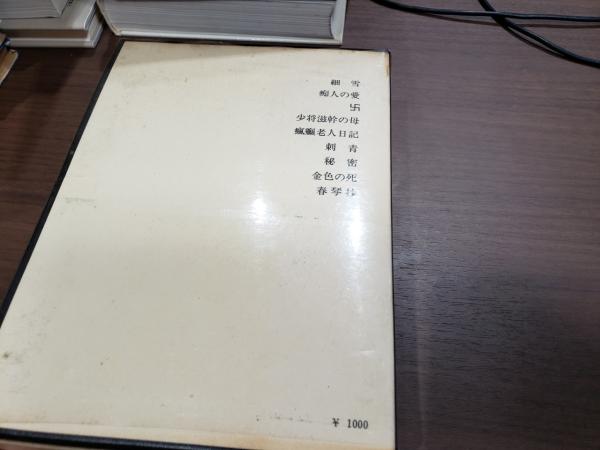 細 雪
痴人の愛
卍
少将滋幹の母
瘋癲老人日記
刺 青
秘 密
金色の死
春琴抄
¥ 1000